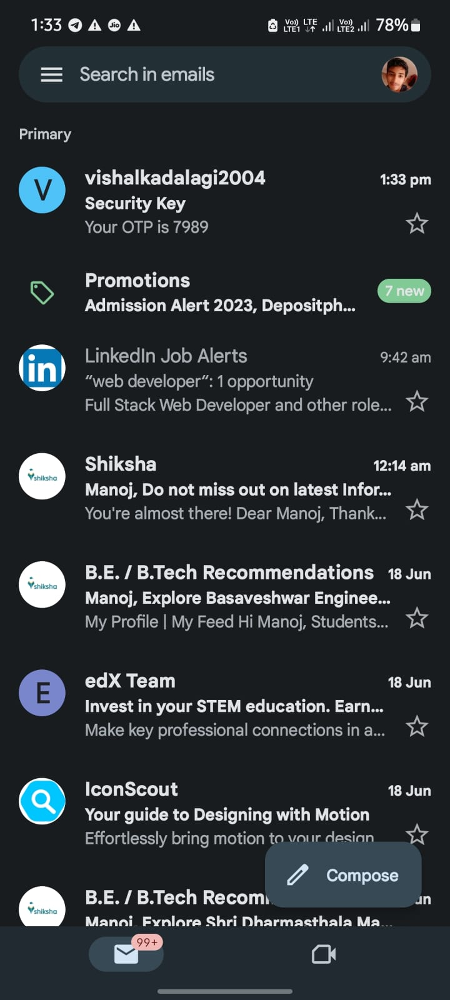 1:33 Jio Vo)) LTE1 LTE Vo)) LTE2 78%
Search in emails
Primary
V vishalkadalagi2004 1:33 pm
Security Key
Your OTP is 7989
Promotions 7 new
Admission Alert 2023, Depositph...
in LinkedIn Job Alerts 9:42 am
“web developer“: 1 opportunity
Full Stack Web Developer and other role...
shiksha Shiksha 12:14 am
Manoj, Do not miss out on latest Infor...
You're almost there! Dear Manoj, Thank...
shiksha B.E. / B.Tech Recommendations 18 Jun
Manoj, Explore Basaveshwar Enginee...
My Profile | My Feed Hi Manoj, Students...
E edX Team 18 Jun
Invest in your STEM education. Earn...
Make key professional connections in a...
IconScout 18 Jun
Your guide to Designing with Motion
Effortlessly bring motion to your design
Compose
shiksha B.E. / B.Tech
Manoj, Explore Shri Dharmasthala Ma...
99+